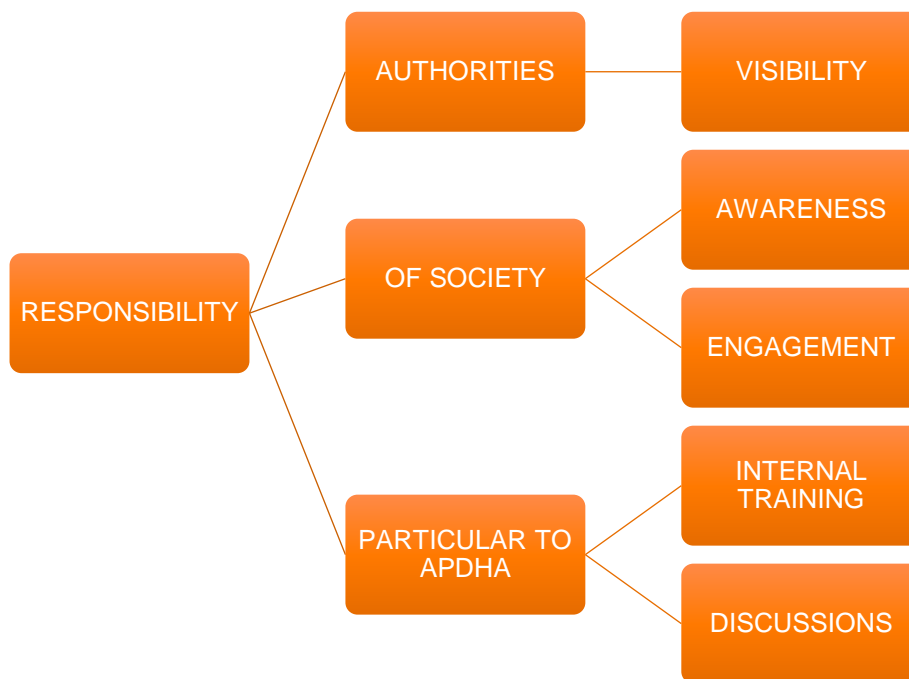 AUTHORITIES
VISIBILITY
AWARENESS
OF SOCIETY
RESPONSIBILITY
ENGAGEMENT
INTERNAL
TRAINING
PARTICULAR TO
APDHA
DISCUSSIONS